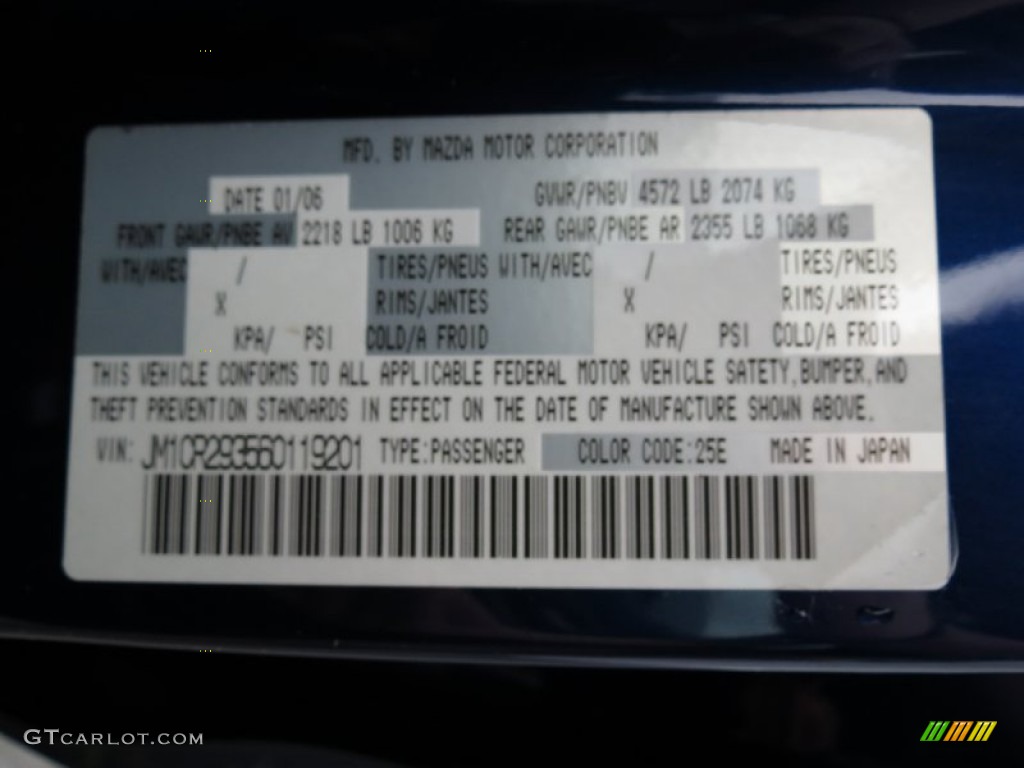 MFD. BY MAZDA MOTOR CORPORATION
DATE 01/06 GVWR/PNBV 4572 LB 2074 KG
FRONT GAWR/PNBE AV 2218 LB 1006 KG REAR GAWR/PNBE AR 2355 LB 1068 KG
WITH/AVEC / TIRES/PNEUS WITH/AVEC / TIRES/PNEUS
X RIMS/JANTES X RIMS/JANTES
KPA/ PSI COLD/A FROID KPA/ PSI COLD/A FROID
THIS VEHICLE CONFORMS TO ALL APPLICABLE FEDERAL MOTOR VEHICLE SATETY,BUMPER,AND
THEFT PREVENTION STANDARDS IN EFFECT ON THE DATE OF MANUFACTURE SHOWN ABOVE.
VIN: JM1CR293560119201 TYPE:PASSENGER COLOR CODE:25E MADE IN JAPAN
GTCARLOT.COM